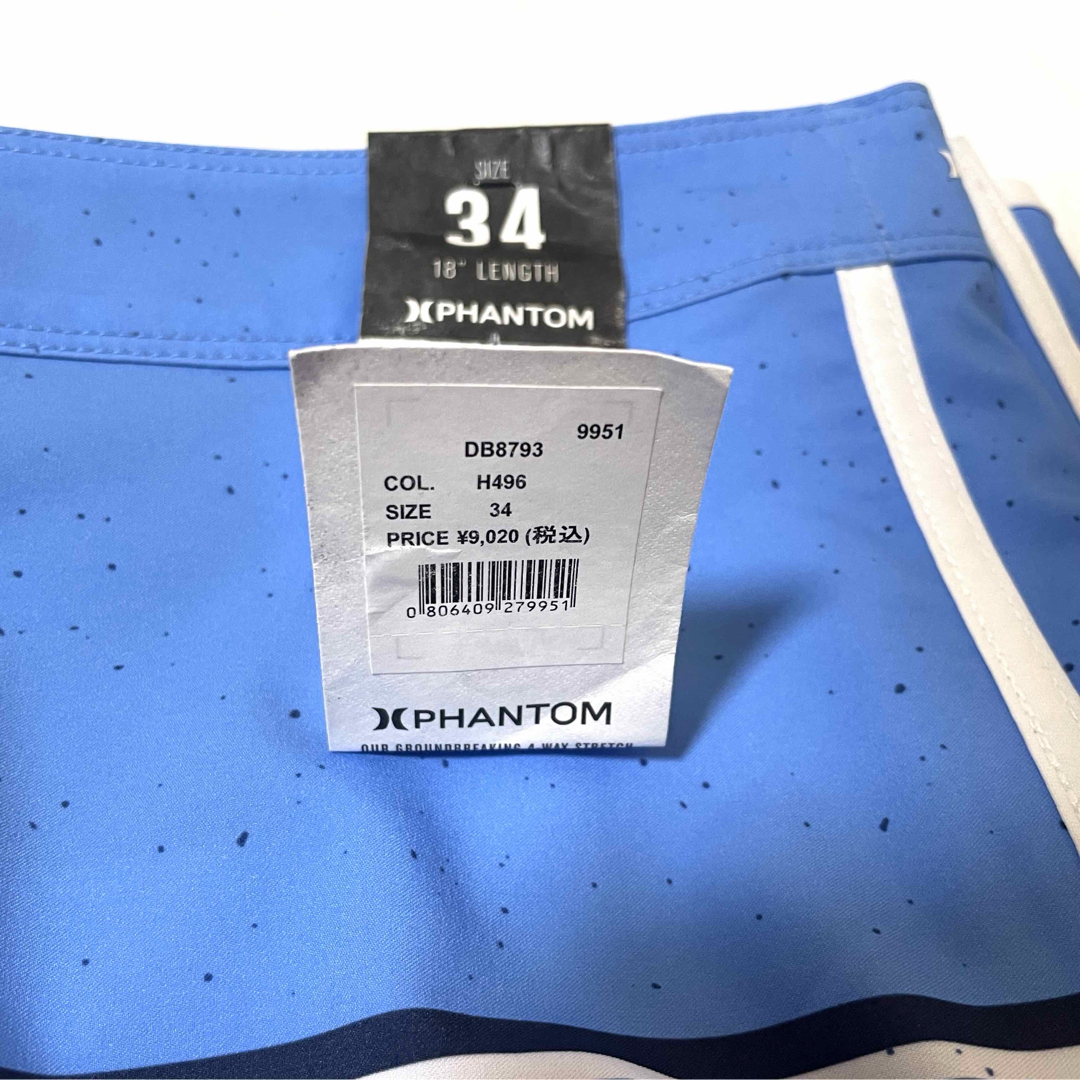 SIZE
34
18" LENGTH
PHANTOM
9951
DB8793
COL. H496
SIZE 34
PRICE ¥9,020 (税込)
0 806409 279951
PHANTOM
OUR GROUNDBREAKING 4-WAY STRETCH